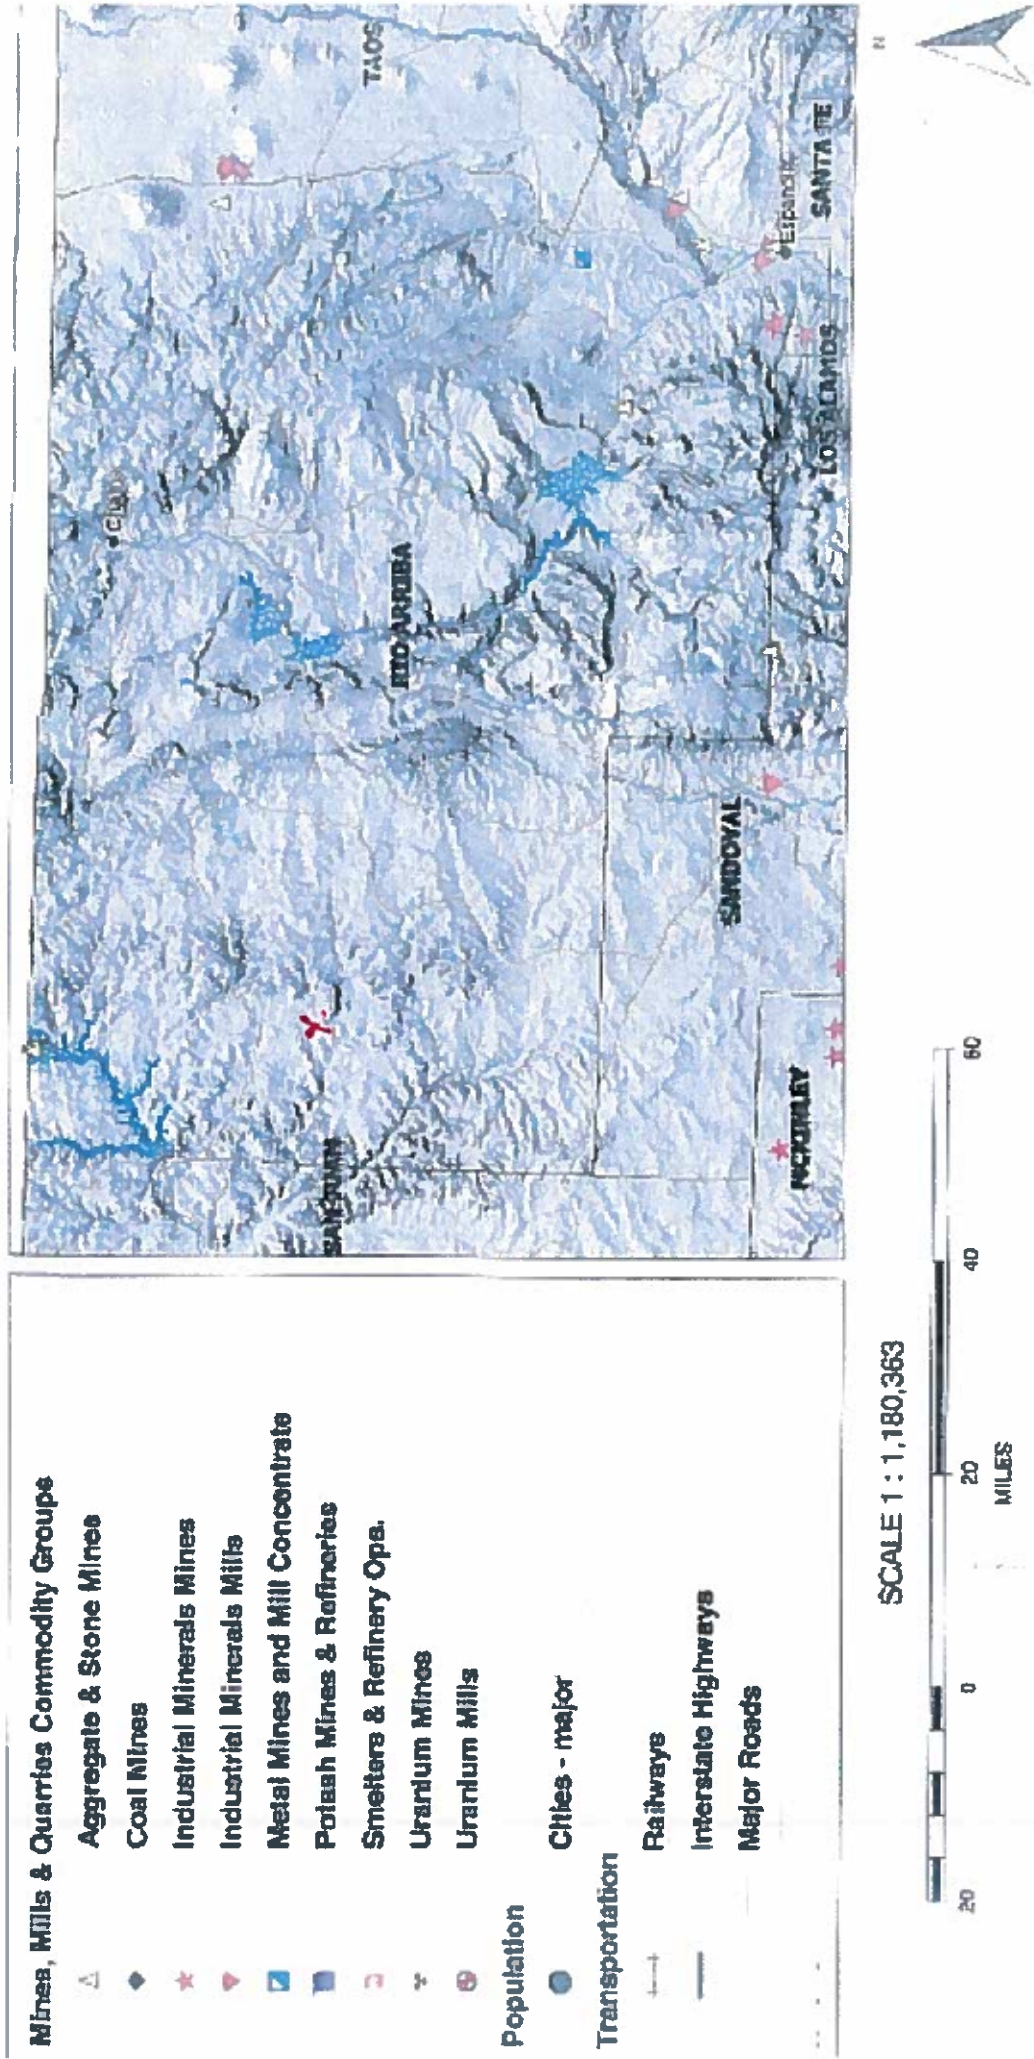 Mines, Mills & Quarries Commodity Groups
Aggregate & Stone Mines
Coal Mines
Industrial Minerals Mines
Industrial Minerals Mills
Metal Mines and Mill Concentrate
Potash Mines & Refineries
Smelters & Refinery Ops.
Uranium Mines
Uranium Mills
Population
Cities - major
Transportation
Railways
Interstate Highways
Major Roads
TAOS
RIO ARRIBA
SAN JUAN
SANDOVAL
MCKINLEY
LOS ALAMOS
SANTA FE
N
SCALE 1 : 1,180,363
20 0 20 40 60
MILES